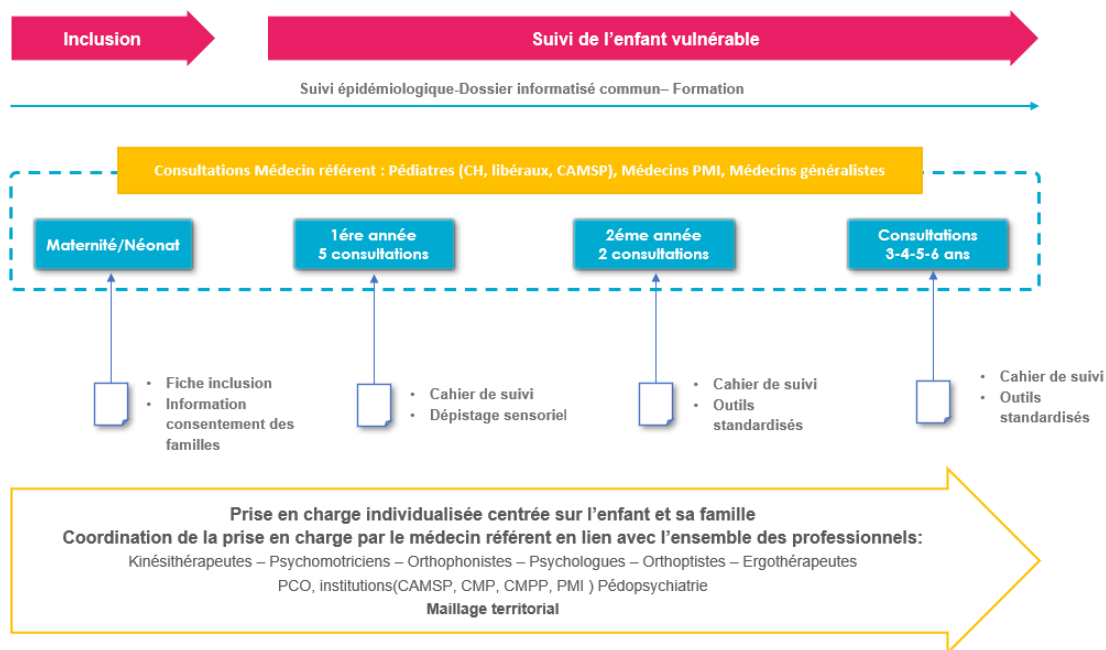 Inclusion
Suivi de l’enfant vulnérable
Suivi épidémiologique-Dossier informatisé commun– Formation
Consultations Médecin référent : Pédiatres (CH, libéraux, CAMSP), Médecins PMI, Médecins généralistes
Maternité/Néonat
1ére année
5 consultations
2éme année
2 consultations
Consultations
3-4-5-6 ans
• Fiche inclusion
• Information
consentement des
familles
• Cahier de suivi
• Dépistage sensoriel
• Cahier de suivi
• Outils
standardisés
• Cahier de suivi
• Outils
standardisés
Prise en charge individualisée centrée sur l’enfant et sa famille
Coordination de la prise en charge par le médecin référent en lien avec l’ensemble des professionnels:
Kinésithérapeutes – Psychomotriciens – Orthophonistes – Psychologues – Orthoptistes – Ergothérapeutes
PCO, institutions(CAMSP, CMP, CMPP, PMI ) Pédopsychiatrie
Maillage territorial